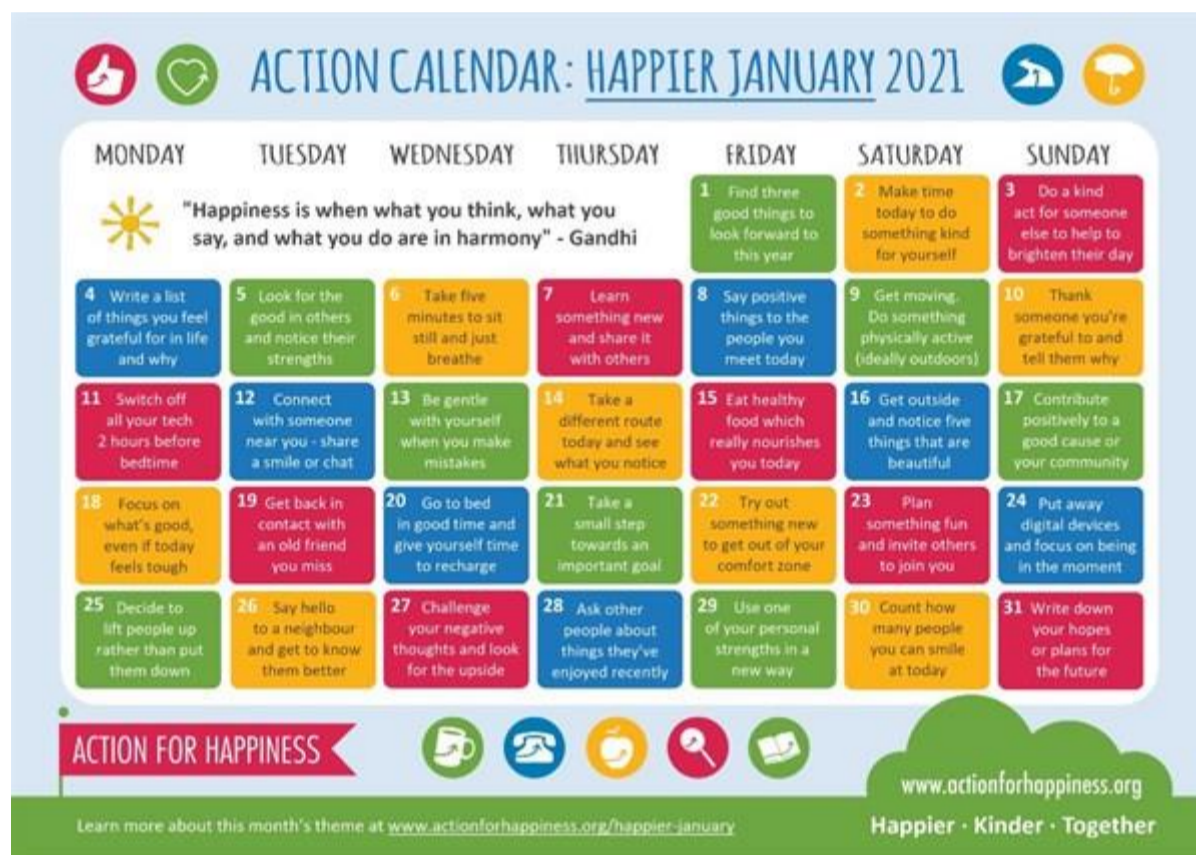 ACTION CALENDAR: HAPPIER JANUARY 2021
MONDAY TUESDAY WEDNESDAY THURSDAY FRIDAY SATURDAY SUNDAY
"Happiness is when what you think, what you
say, and what you do are in harmony" - Gandhi
1 Find three
good things to
look forward to
this year
2 Make time
today to do
something kind
for yourself
3 Do a kind
act for someone
else to help to
brighten their day
4 Write a list
of things you feel
grateful for in life
and why
5 Look for the
good in others
and notice their
strengths
6 Take five
minutes to sit
still and just
breathe
7 Learn
something new
and share it
with others
8 Say positive
things to the
people you
meet today
9 Get moving.
Do something
physically active
(ideally outdoors)
10 Thank
someone you're
grateful to and
tell them why
11 Switch off
all your tech
2 hours before
bedtime
12 Connect
with someone
near you - share
a smile or chat
13 Be gentle
with yourself
when you make
mistakes
14 Take a
different route
today and see
what you notice
15 Eat healthy
food which
really nourishes
you today
16 Get outside
and notice five
things that are
beautiful
17 Contribute
positively to a
good cause or
your community
18 Focus on
what's good,
even if today
feels tough
19 Get back in
contact with
an old friend
you miss
20 Go to bed
in good time and
give yourself time
to recharge
21 Take a
small step
towards an
important goal
22 Try out
something new
to get out of your
comfort zone
23 Plan
something fun
and invite others
to join you
24 Put away
digital devices
and focus on being
in the moment
25 Decide to
lift people up
rather than put
them down
26 Say hello
to a neighbour
and get to know
them better
27 Challenge
your negative
thoughts and look
for the upside
28 Ask other
people about
things they've
enjoyed recently
29 Use one
of your personal
strengths in a
new way
30 Count how
many people
you can smile
at today
31 Write down
your hopes
or plans for
the future
ACTION FOR HAPPINESS
www.actionforhappiness.org
Learn more about this month's theme at www.actionforhappiness.org/happier-january
Happier · Kinder · Together